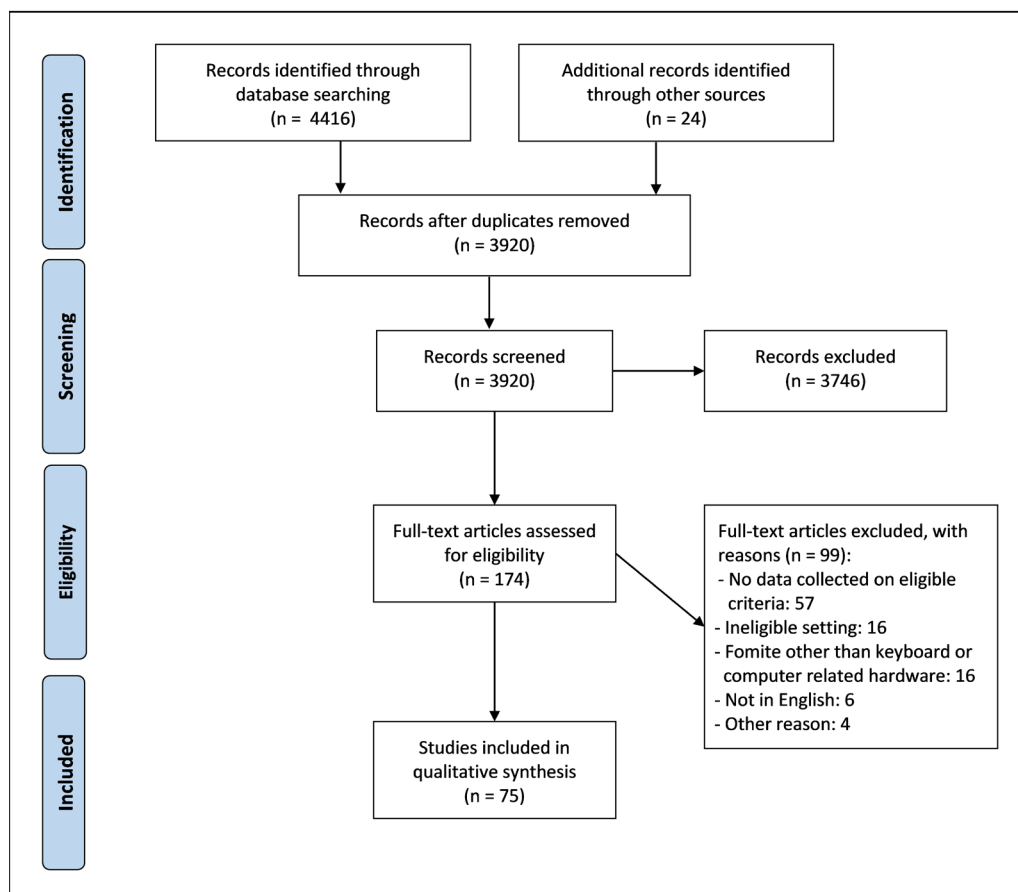 Identification
Records identified through
database searching
(n = 4416)
Additional records identified
through other sources
(n = 24)
Records after duplicates removed
(n = 3920)
Screening
Records screened
(n = 3920)
Records excluded
(n = 3746)
Eligibility
Full-text articles assessed
for eligibility
(n = 174)
Full-text articles excluded, with
reasons (n = 99):
- No data collected on eligible
criteria: 57
- Ineligible setting: 16
- Fomite other than keyboard or
computer related hardware: 16
- Not in English: 6
- Other reason: 4
Included
Studies included in
qualitative synthesis
(n = 75)